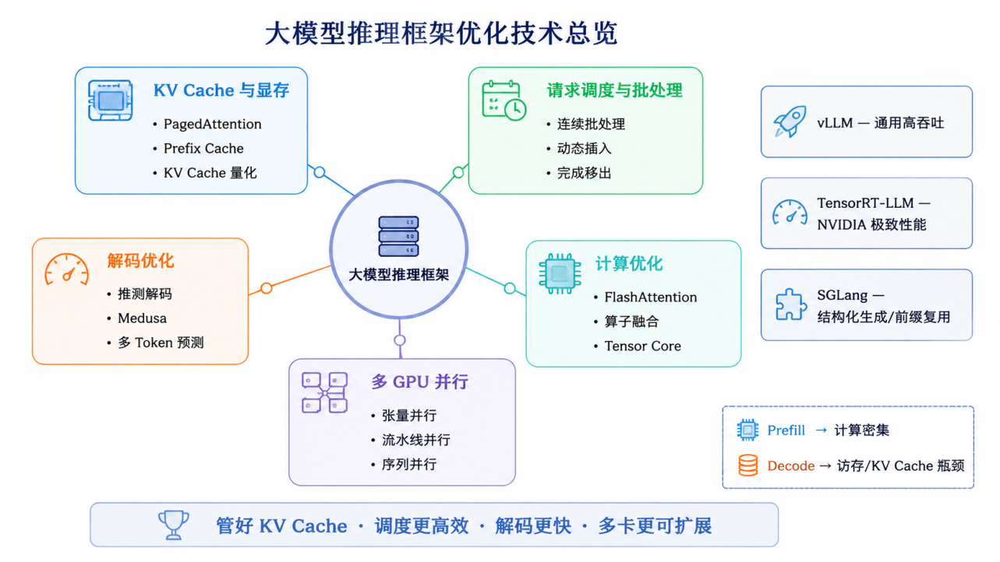 大模型推理框架优化技术总览
KV Cache 与显存
• PagedAttention
• Prefix Cache
• KV Cache 量化
请求调度与批处理
• 连续批处理
• 动态插入
• 完成移出
vLLM — 通用高吞吐
TensorRT-LLM —
NVIDIA 极致性能
SGLang —
结构化生成/前缀复用
大模型推理框架
解码优化
• 推测解码
• Medusa
• 多 Token 预测
计算优化
• FlashAttention
• 算子融合
• Tensor Core
多 GPU 并行
• 张量并行
• 流水线并行
• 序列并行
Prefill → 计算密集
Decode → 访存/KV Cache 瓶颈
管好 KV Cache · 调度更高效 · 解码更快 · 多卡更可扩展